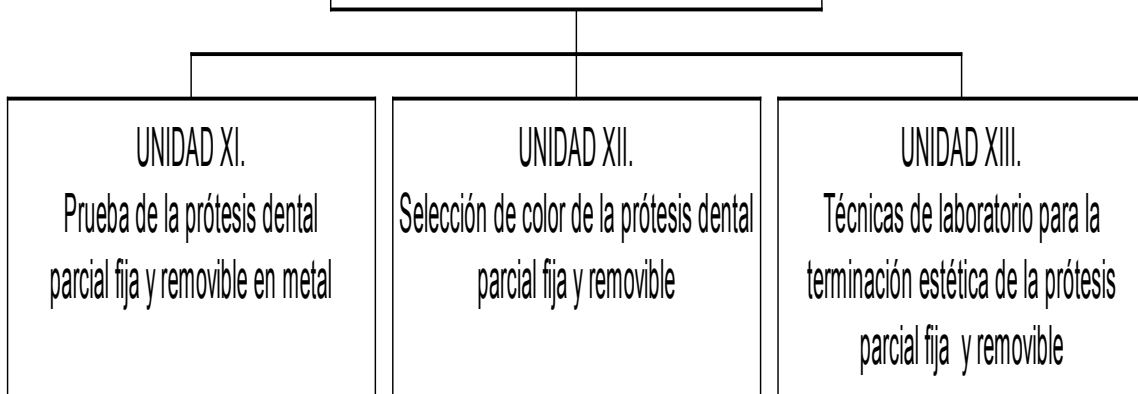 UNIDAD XI.
Prueba de la prótesis dental
parcial fija y removible en metal
UNIDAD XII.
Selección de color de la prótesis dental
parcial fija y removible
UNIDAD XIII.
Técnicas de laboratorio para la
terminación estética de la prótesis
parcial fija y removible